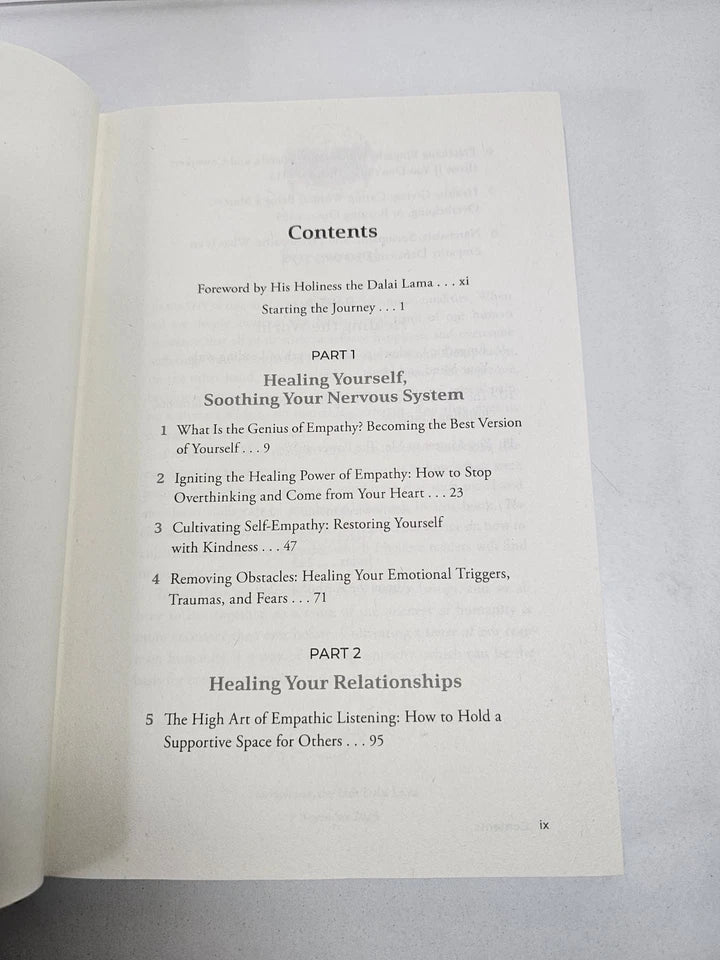 Contents
Foreword by His Holiness the Dalai Lama . . . xi
Starting the Journey . . . 1
PART 1
Healing Yourself,
Soothing Your Nervous System
1 What Is the Genius of Empathy? Becoming the Best Version
of Yourself . . . 9
2 Igniting the Healing Power of Empathy: How to Stop
Overthinking and Come from Your Heart . . . 23
3 Cultivating Self-Empathy: Restoring Yourself
with Kindness . . . 47
4 Removing Obstacles: Healing Your Emotional Triggers,
Traumas, and Fears . . . 71
PART 2
Healing Your Relationships
5 The High Art of Empathic Listening: How to Hold a
Supportive Space for Others . . . 95
ix